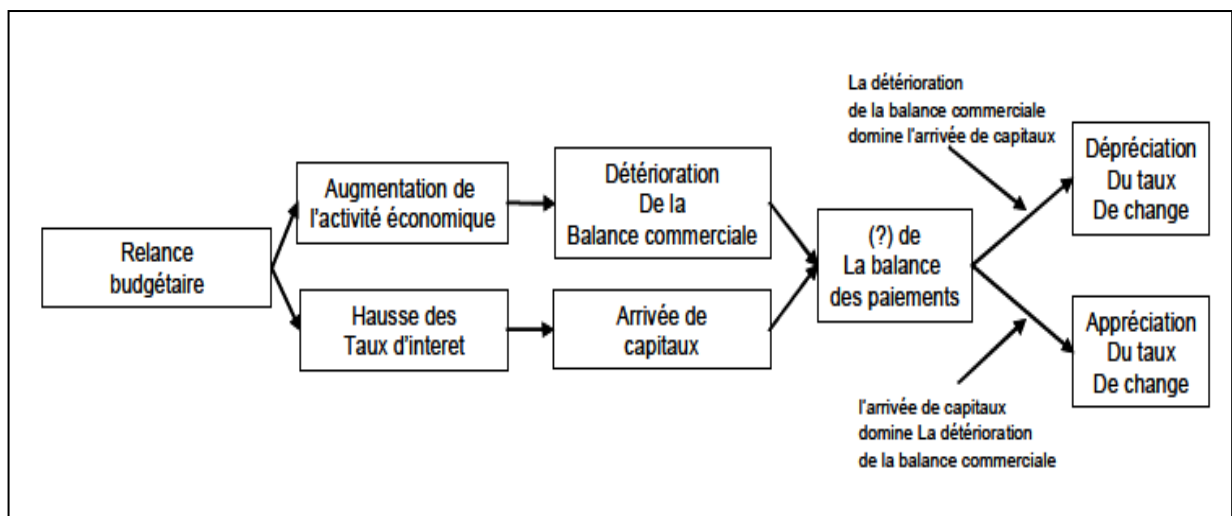 Relance
budgétaire
Augmentation de
l'activité économique
Hausse des
Taux d'interet
Détérioration
De la
Balance commerciale
Arrivée de
capitaux
(?) de
La balance
des paiements
La détérioration
de la balance commerciale
domine l'arrivée de capitaux
l'arrivée de capitaux
domine La détérioration
de la balance commerciale
Dépréciation
Du taux
De change
Appréciation
Du taux
De change